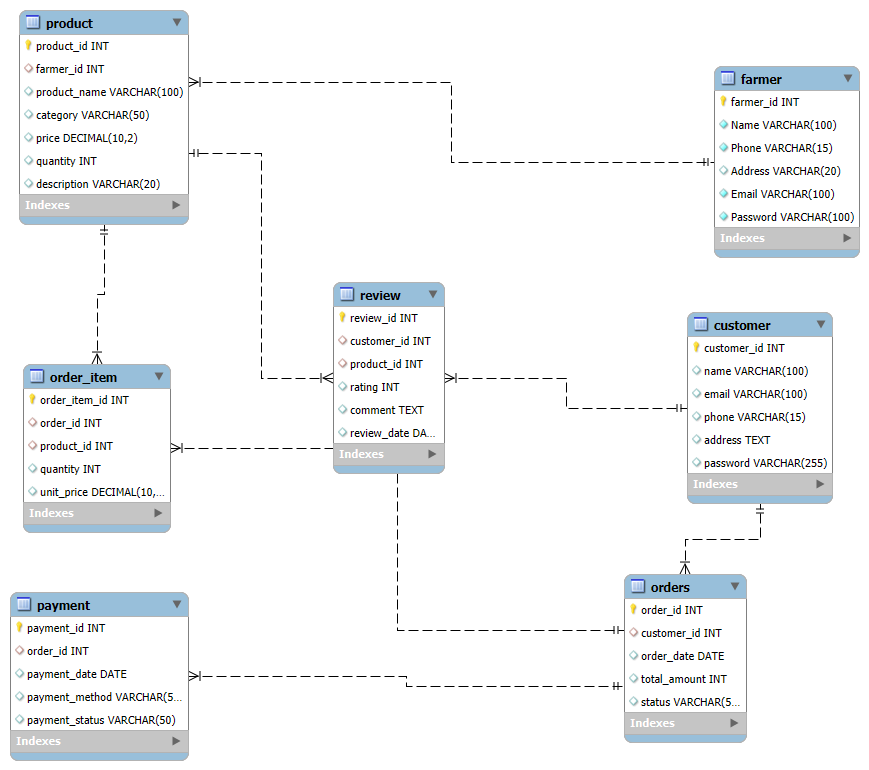 product
product_id INT
farmer_id INT
product_name VARCHAR(100)
category VARCHAR(50)
price DECIMAL(10,2)
quantity INT
description VARCHAR(20)
Indexes
farmer
farmer_id INT
Name VARCHAR(100)
Phone VARCHAR(15)
Address VARCHAR(20)
Email VARCHAR(100)
Password VARCHAR(100)
Indexes
review
review_id INT
customer_id INT
product_id INT
rating INT
comment TEXT
review_date DA...
Indexes
customer
customer_id INT
name VARCHAR(100)
email VARCHAR(100)
phone VARCHAR(15)
address TEXT
password VARCHAR(255)
Indexes
order_item
order_item_id INT
order_id INT
product_id INT
quantity INT
unit_price DECIMAL(10,...
Indexes
orders
order_id INT
customer_id INT
order_date DATE
total_amount INT
status VARCHAR(5...
Indexes
payment
payment_id INT
order_id INT
payment_date DATE
payment_method VARCHAR(5...
payment_status VARCHAR(50)
Indexes